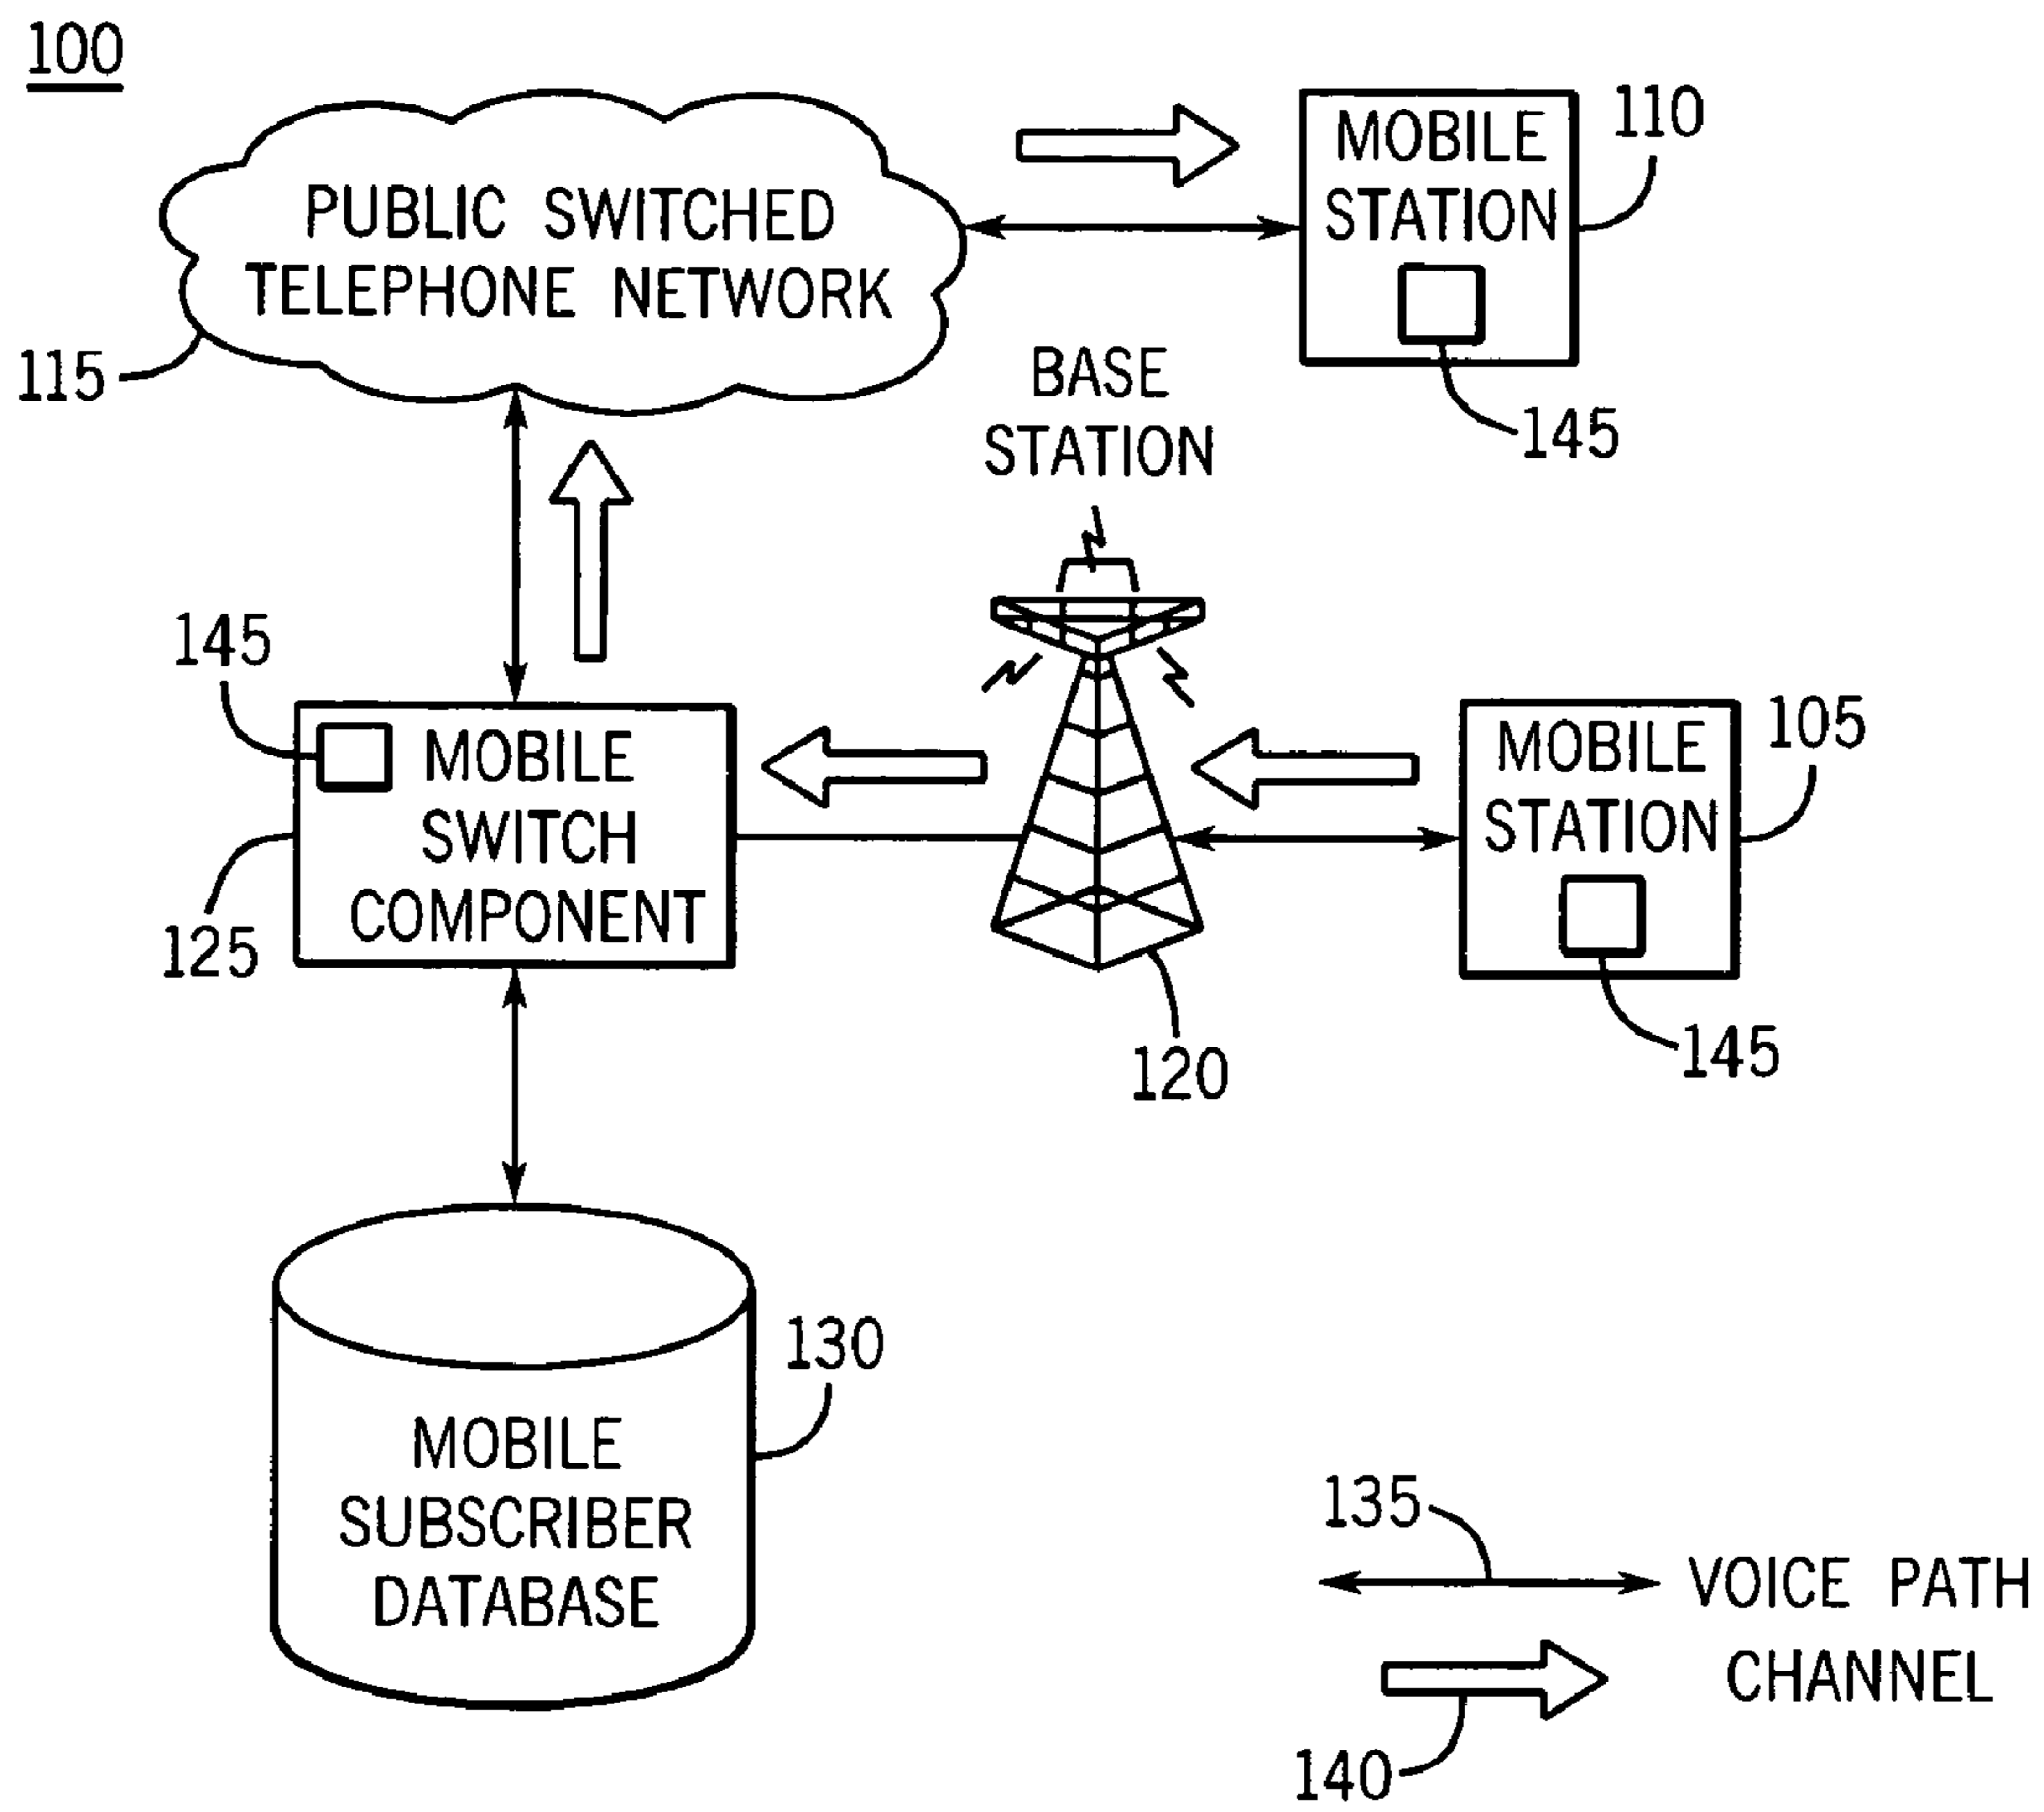 100
PUBLIC SWITCHED
TELEPHONE NETWORK
115
MOBILE
STATION
110
145
BASE
STATION
145
MOBILE
SWITCH
COMPONENT
125
MOBILE
STATION
105
145
120
MOBILE
SUBSCRIBER
DATABASE
130
135
VOICE PATH
CHANNEL
140